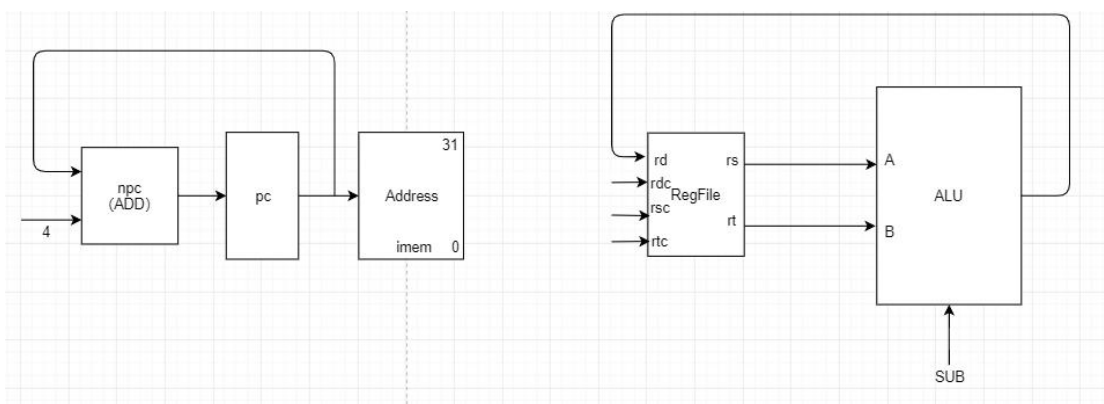 npc
(ADD)
4
pc
31
Address
imem 0
rd rs
rdc
RegFile
rsc
rt
rtc
A
ALU
B
SUB